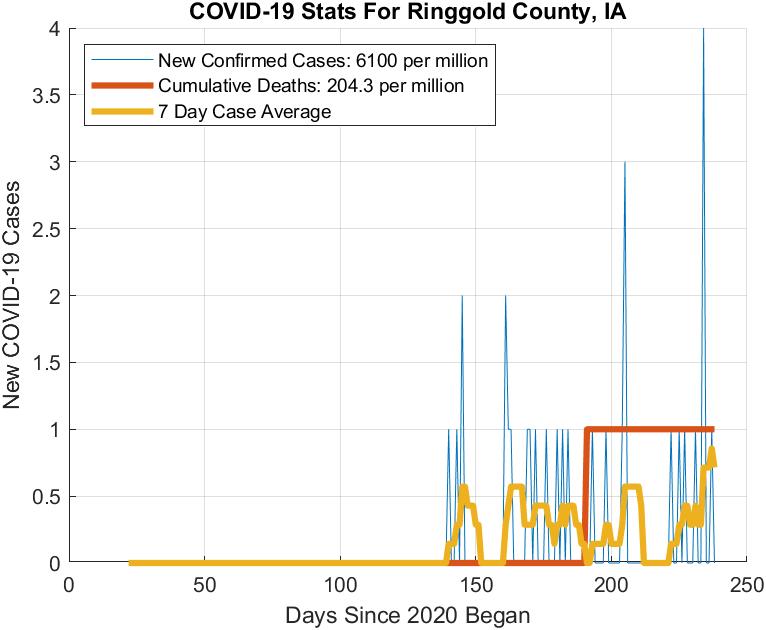 COVID-19 Stats For Ringgold County, IA
New Confirmed Cases: 6100 per million
Cumulative Deaths: 204.3 per million
7 Day Case Average
4
3.5
3
2.5
2
1.5
1
0.5
0
New COVID-19 Cases
0 50 100 150 200 250
Days Since 2020 Began